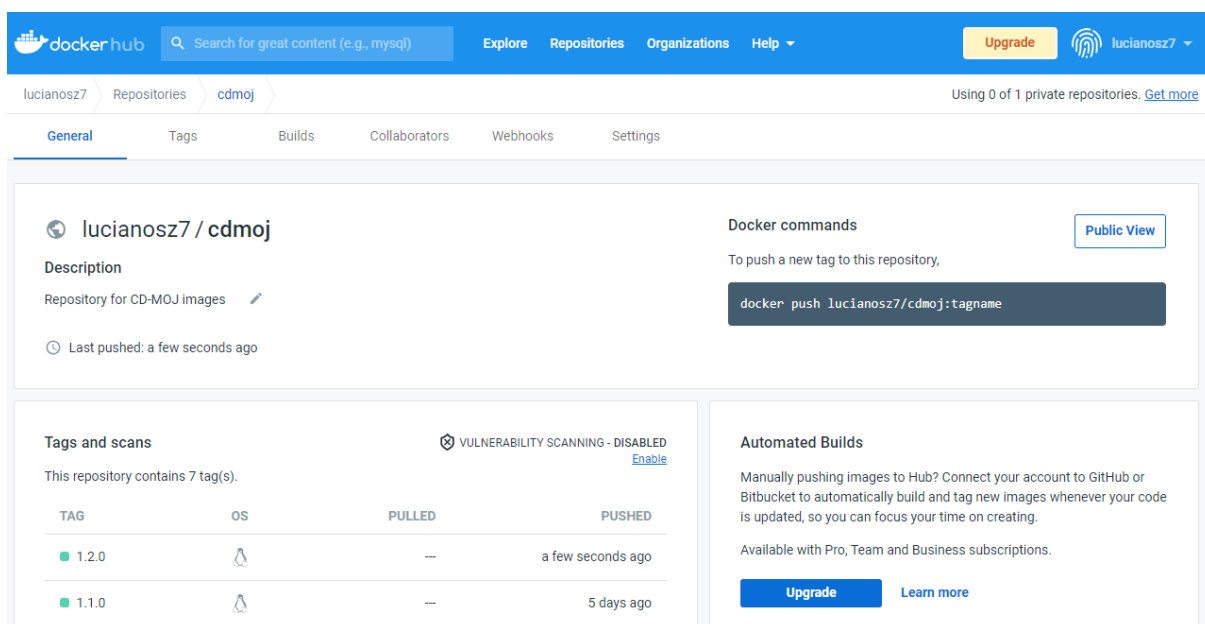 dockerhub Search for great content (e.g., mysql) Explore Repositories Organizations Help Upgrade lucianosz7
lucianosz7 Repositories cdmoj Using 0 of 1 private repositories. Get more
General Tags Builds Collaborators Webhooks Settings
lucianosz7 / cdmoj
Description
Repository for CD-MOJ images
Last pushed: a few seconds ago
Docker commands
Public View
To push a new tag to this repository,
docker push lucianosz7/cdmoj:tagname
Tags and scans
VULNERABILITY SCANNING - DISABLED
Enable
This repository contains 7 tag(s).
TAG OS PULLED PUSHED
1.2.0 --- a few seconds ago
1.1.0 --- 5 days ago
Automated Builds
Manually pushing images to Hub? Connect your account to GitHub or
Bitbucket to automatically build and tag new images whenever your code
is updated, so you can focus your time on creating.
Available with Pro, Team and Business subscriptions.
Upgrade Learn more